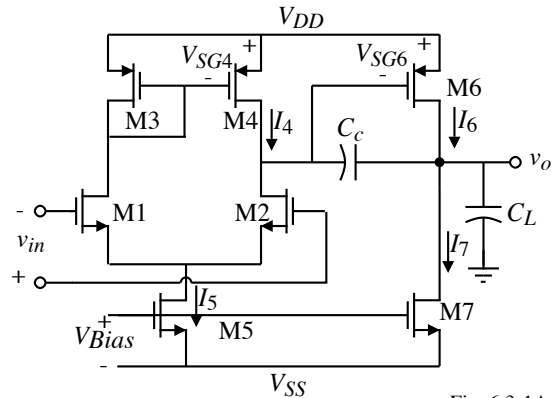 VDD
VSG4
+
-
VSG6
+
-
M3
M4
I4
Cc
M6
I6
vo
-
vin
+
M1
M2
CL
I7
I5
+
VBias
-
M5
M7
VSS